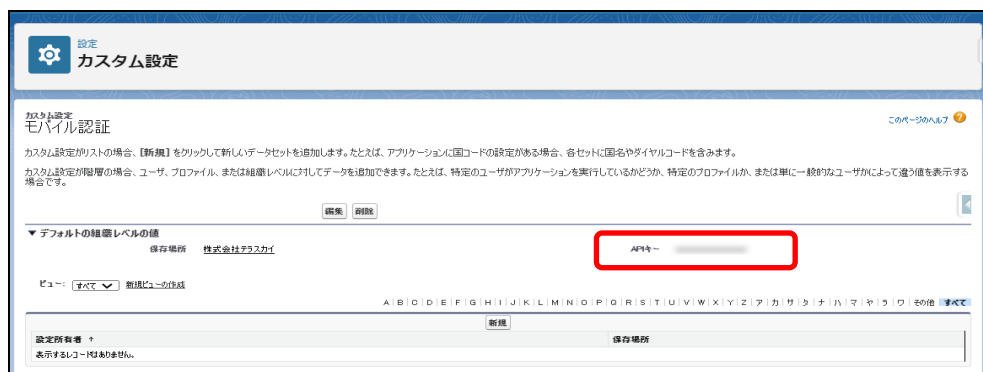 設定
カスタム設定
カスタム設定
モバイル認証
このページのヘルプ
カスタム設定がリストの場合、[新規] をクリックして新しいデータセットを追加します。たとえば、アプリケーションに国コードの設定がある場合、各セットに国名やダイヤルコードを含みます。
カスタム設定が階層の場合、ユーザ、プロファイル、または組織レベルに対してデータを追加できます。たとえば、特定のユーザがアプリケーションを実行しているかどうか、特定のプロファイルか、または単に一般的なユーザかによって違う値を表示する
場合です。
編集 削除
▼ デフォルトの組織レベルの値
保存場所 株式会社テラスカイ APIキー
ビュー: すべて 新規ビューの作成
A | B | C | D | E | F | G | H | I | J | K | L | M | N | O | P | Q | R | S | T | U | V | W | X | Y | Z | ア | カ | サ | タ | ナ | ハ | マ | ヤ | ラ | ワ | その他 すべて
新規
設定所有者 ↑ 保存場所
表示するレコードはありません。